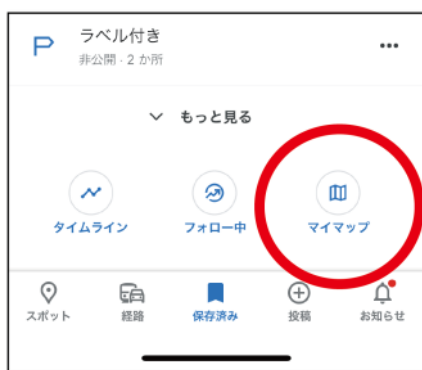 ラベル付き
非公開・2 か所
もっと見る
タイムライン
フォロー中
マイマップ
スポット
経路
保存済み
投稿
お知らせ